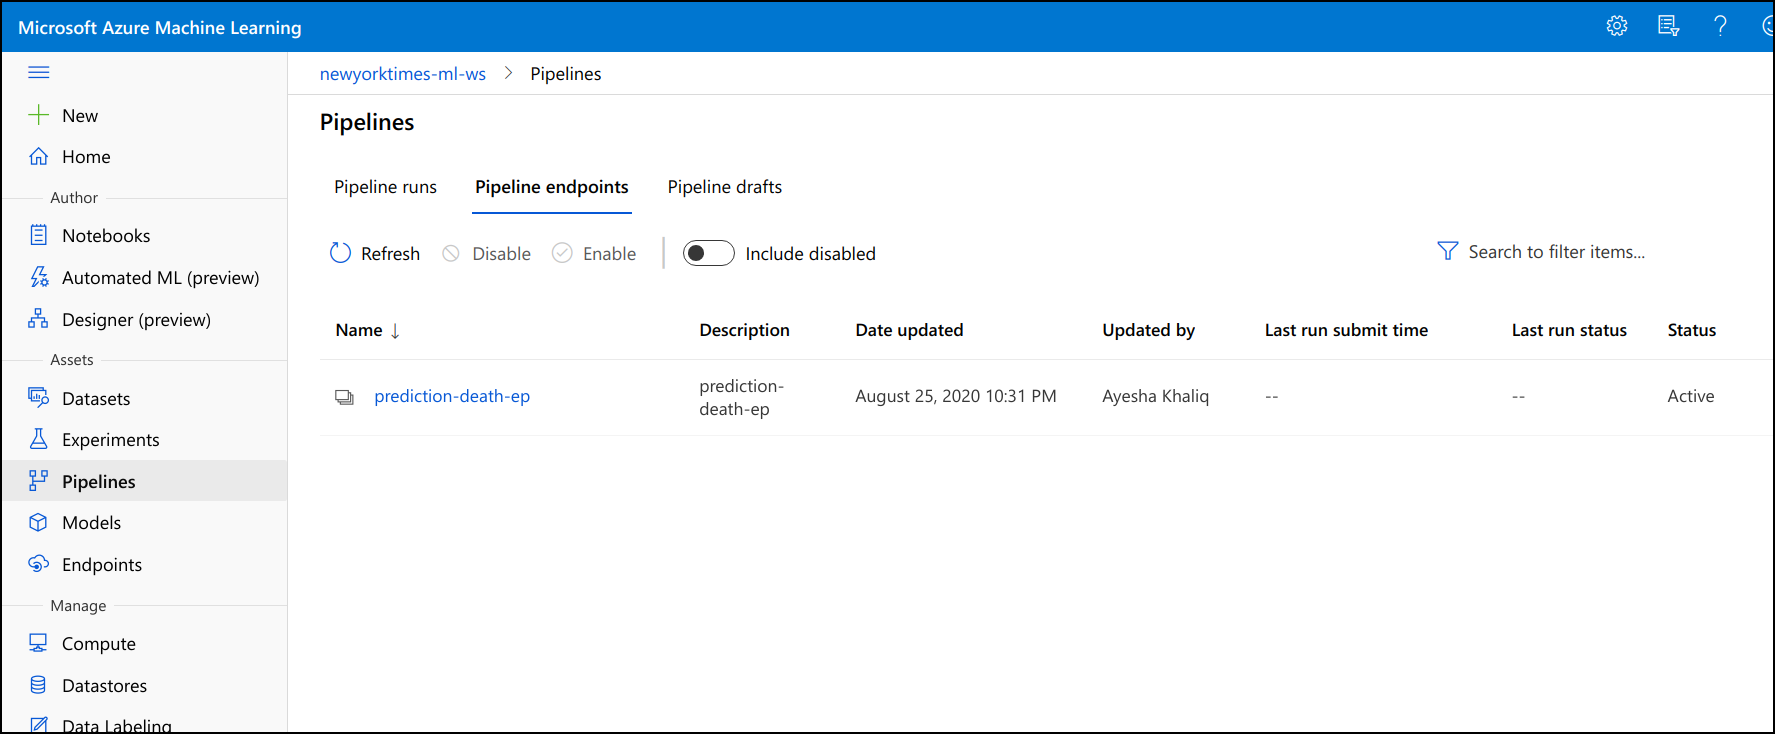 Microsoft Azure Machine Learning
newyorktimes-ml-ws > Pipelines
New
Home
Author
Notebooks
Automated ML (preview)
Designer (preview)
Assets
Datasets
Experiments
Pipelines
Models
Endpoints
Manage
Compute
Datastores
Data Labeling
Pipelines
Pipeline runs Pipeline endpoints Pipeline drafts
Refresh Disable Enable Include disabled Search to filter items...
Name ↓ Description Date updated Updated by Last run submit time Last run status Status
prediction-death-ep prediction- August 25, 2020 10:31 PM Ayesha Khaliq -- -- Active
death-ep